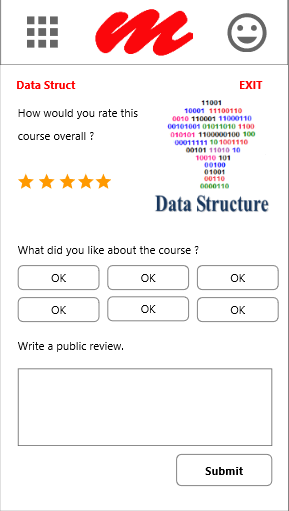 Data Struct EXIT
How would you rate this
course overall ?
11001
10001 11100110
0010 110001 11000110
00101001 01011010 1100
010101 1100000100 100
00011111 10 1001110
00101 11010 10
10010 101
00100
01001
00110
0000110
Data Structure
What did you like about the course ?
OK OK OK
OK OK OK
Write a public review.
Submit